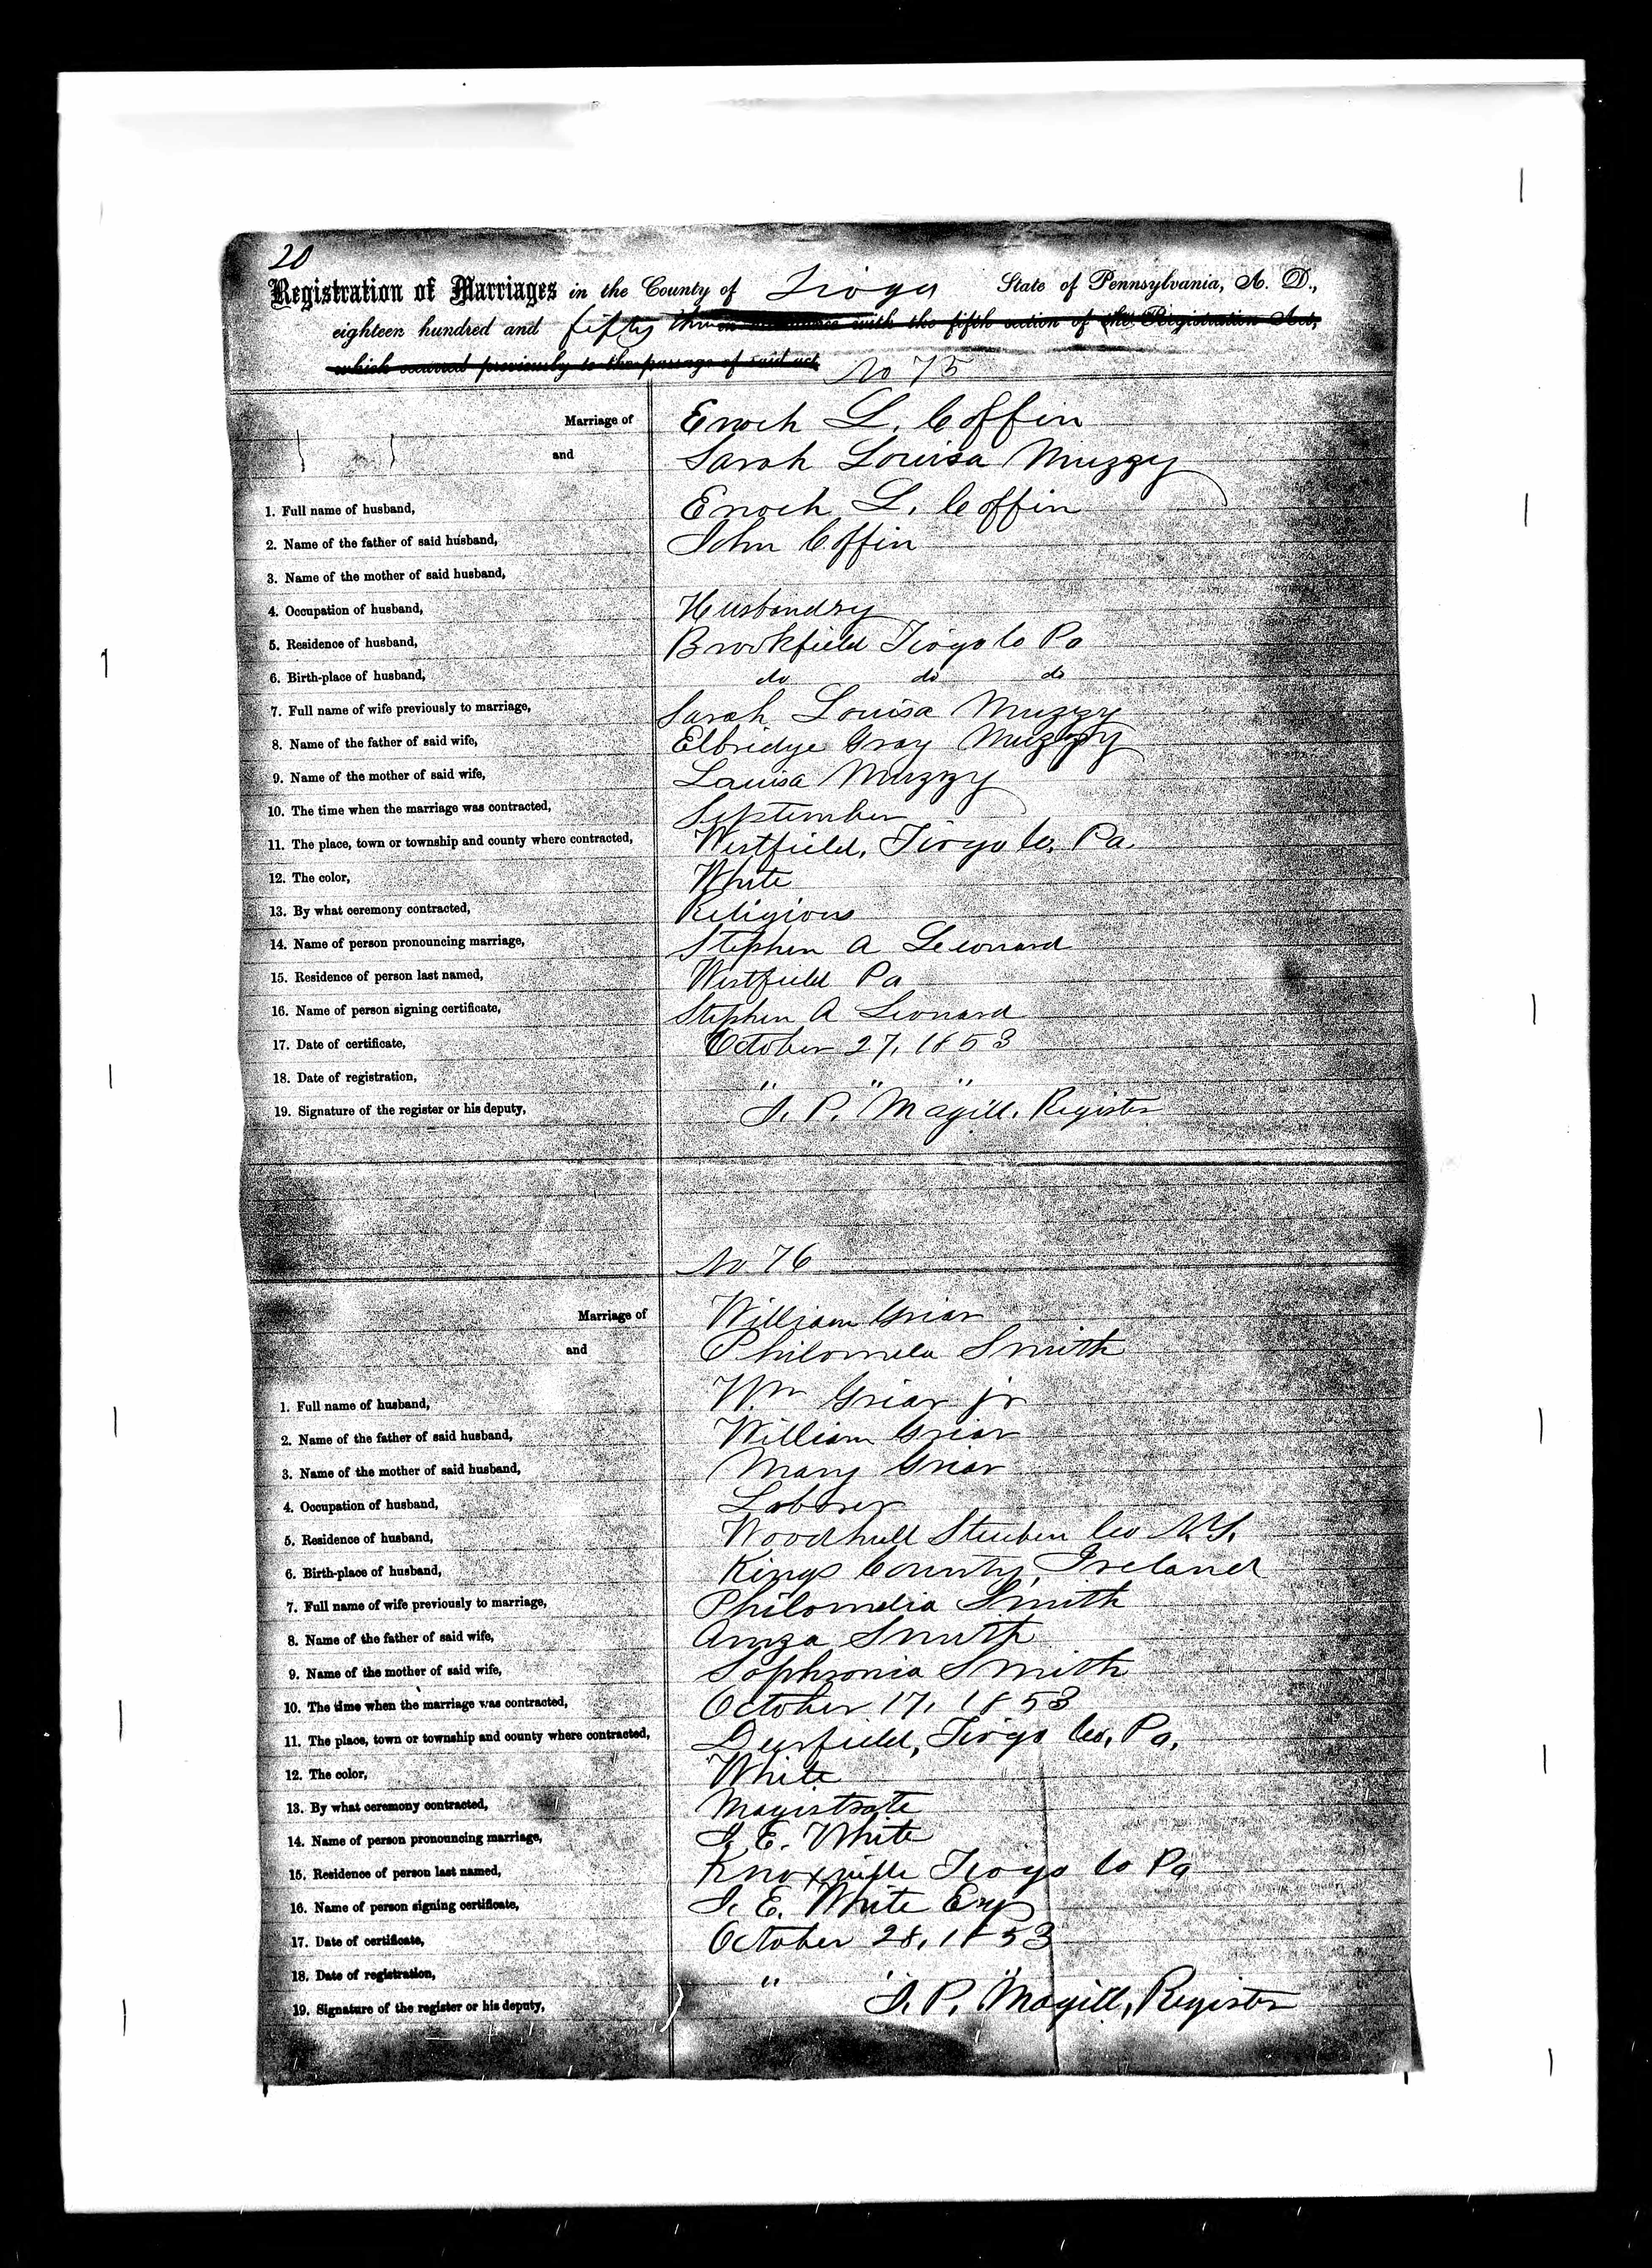 20
Registration of Marriages in the County of Tioga State of Pennsylvania, A. D.,
eighteen hundred and fifty three in accordance with the fifth section of the Registration Act,
which occurred previously to the passage of said act.
No 75
Marriage of Enoch L. Coffin
and Sarah Louisa Muzzy
1. Full name of husband, Enoch L. Coffin
2. Name of the father of said husband, John Coffin
3. Name of the mother of said husband,
4. Occupation of husband, Husbandry
5. Residence of husband, Brookfield Tioga Co Pa
6. Birth-place of husband, do do do
7. Full name of wife previously to marriage, Sarah Louisa Muzzy
8. Name of the father of said wife, Elbridge Gray Muzzy
9. Name of the mother of said wife, Louisa Muzzy
10. The time when the marriage was contracted, September
11. The place, town or township and county where contracted, Westfield, Tioga Co. Pa.
12. The color, White
13. By what ceremony contracted, Religious
14. Name of person pronouncing marriage, Stephen A Leonard
15. Residence of person last named, Westfield Pa
16. Name of person signing certificate, Stephen A Leonard
17. Date of certificate, October 27, 1853
18. Date of registration, " " "
19. Signature of the register or his deputy, J. P. Magill, Register
No 76
Marriage of William Griar
and Philomela Smith
1. Full name of husband, Wm Griar jr
2. Name of the father of said husband, William Griar
3. Name of the mother of said husband, Mary Griar
4. Occupation of husband, Laborer
5. Residence of husband, Woodhull Steuben Co N.Y.
6. Birth-place of husband, Kings County, Ireland
7. Full name of wife previously to marriage, Philomelia Smith
8. Name of the father of said wife, Amza Smith
9. Name of the mother of said wife, Sophronia Smith
10. The time when the marriage was contracted, October 17, 1853
11. The place, town or township and county where contracted, Deerfield, Tioga Co, Pa.
12. The color, White
13. By what ceremony contracted, Magistrate
14. Name of person pronouncing marriage, J. E. White
15. Residence of person last named, Knoxville Tioga Co Pa
16. Name of person signing certificate, J. E. White Esq
17. Date of certificate, October 28, 1853
18. Date of registration, " " "
19. Signature of the register or his deputy, J. P. Magill, Register